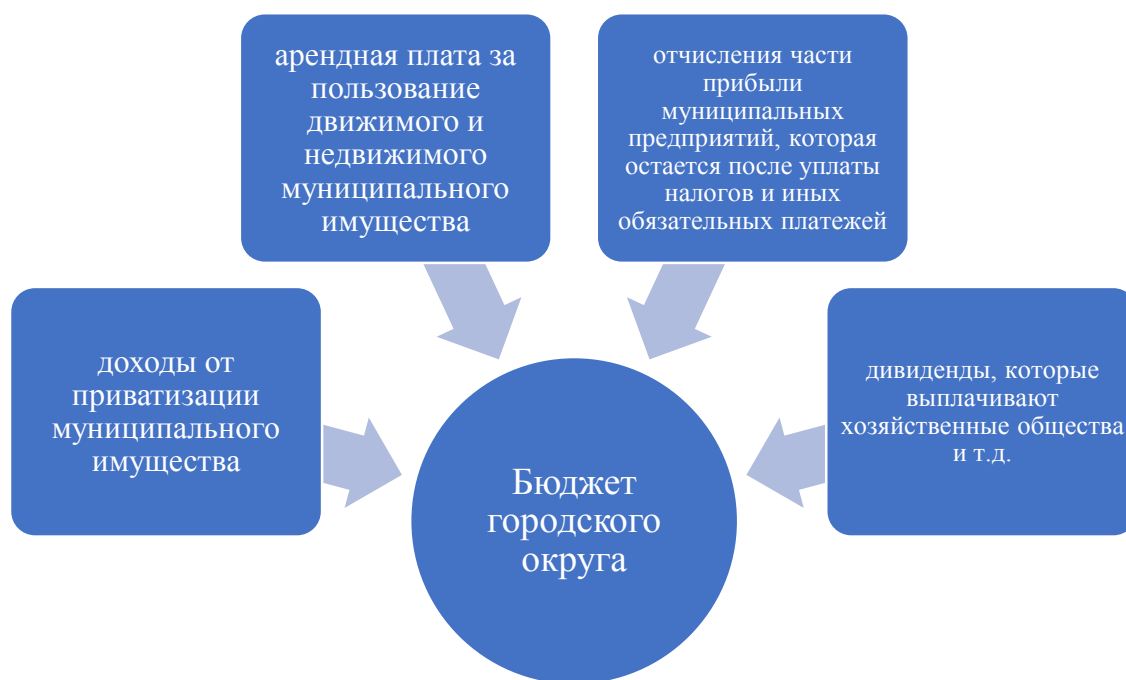 арендная плата за
пользование
движимого и
недвижимого
муниципального
имущества
отчисления части
прибыли
муниципальных
предприятий, которая
остается после уплаты
налогов и иных
обязательных платежей
доходы от
приватизации
муниципального
имущества
дивиденды, которые
выплачивают
хозяйственные общества
и т.д.
Бюджет
городского
округа